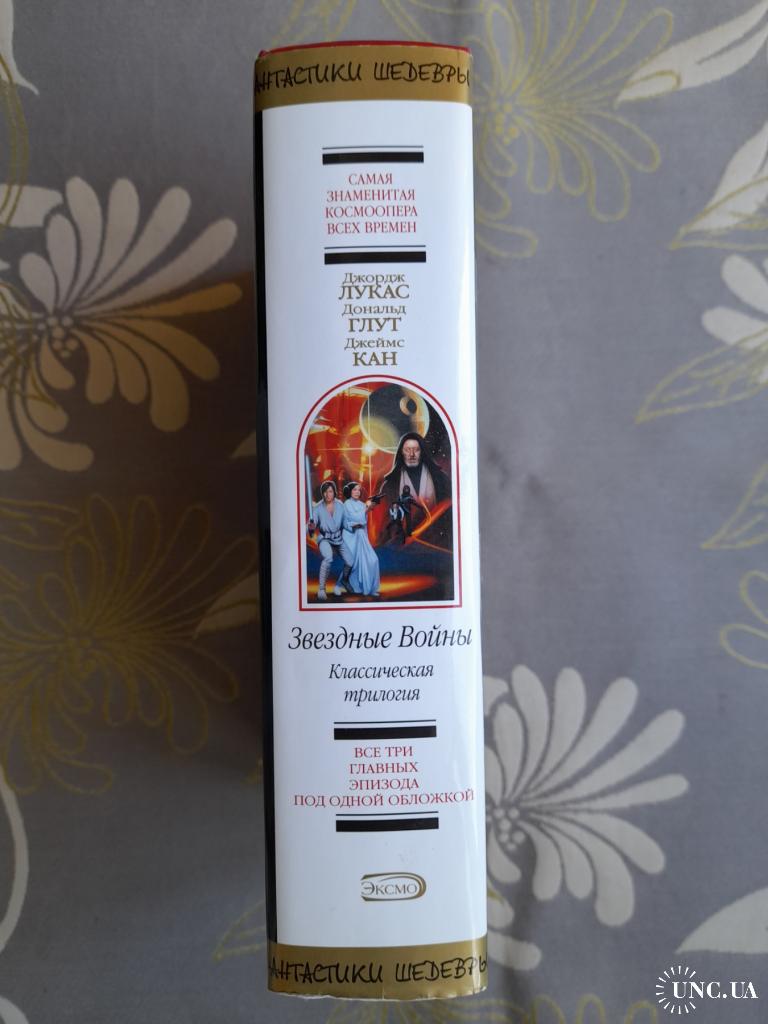 АНТАСТИКИ ШЕДЕВРЫ
САМАЯ
ЗНАМЕНИТАЯ
КОСМООПЕРА
ВСЕХ ВРЕМЕН
Джордж
ЛУКАС
Дональд
ГЛУТ
Джеймс
КАН
Звездные Войны
Классическая
трилогия
ВСЕ ТРИ
ГЛАВНЫХ
ЭПИЗОДА
ПОД ОДНОЙ ОБЛОЖКОЙ
ЭКСМО
АНТАСТИКИ ШЕДЕВРЫ
UNC.UA